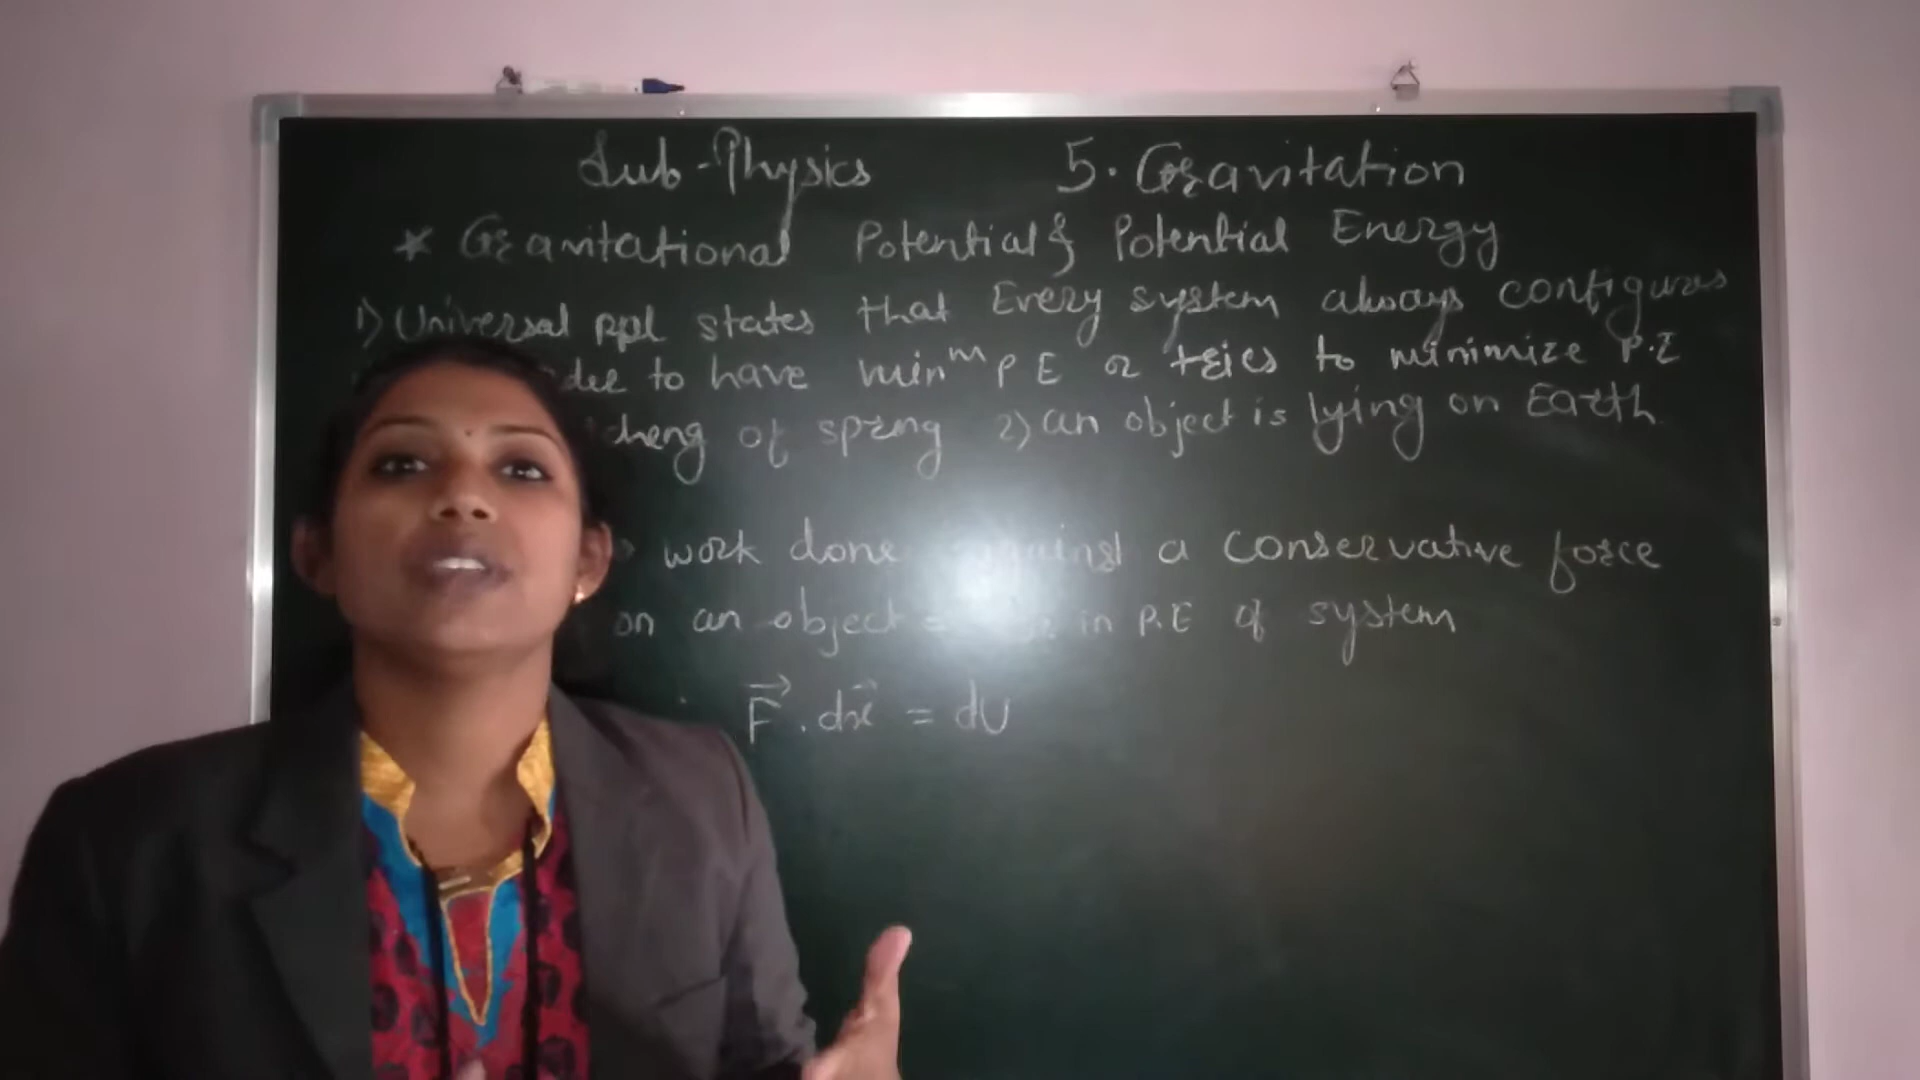 Sub-Physics 5. Gravitation
* Gravitational Potential & Potential Energy
1) Universal ppl states that Every system always configures
to have minᵐ P E or tries to minimize P.E
of spring 2) an object is lying on Earth.
work done against a conservative force
on an object = in P.E of system
F⃗ . dx⃗ = dU